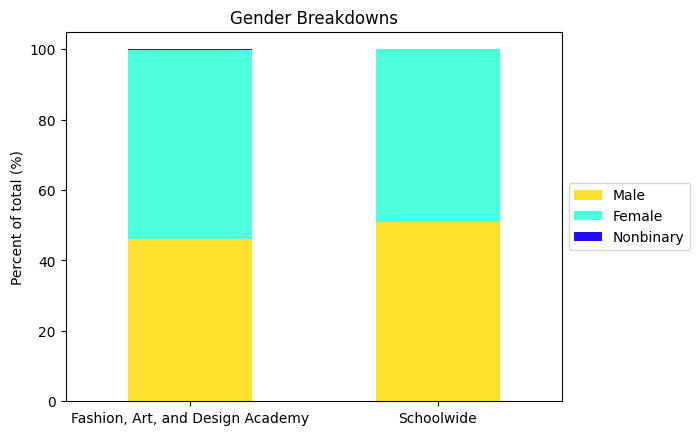 Gender Breakdowns
Percent of total (%)
100
80
60
40
20
0
Fashion, Art, and Design Academy
Schoolwide
Male
Female
Nonbinary